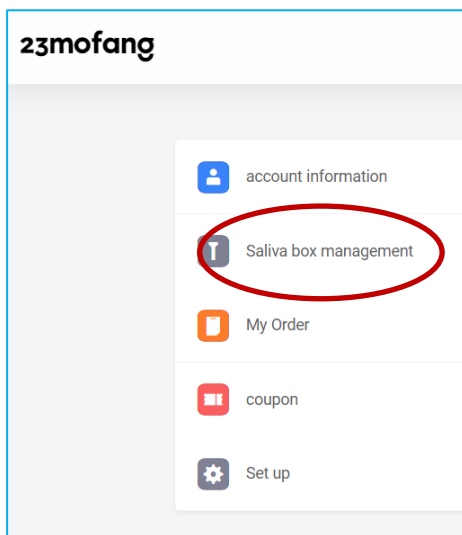 23mofang
account information
Saliva box management
My Order
coupon
Set up